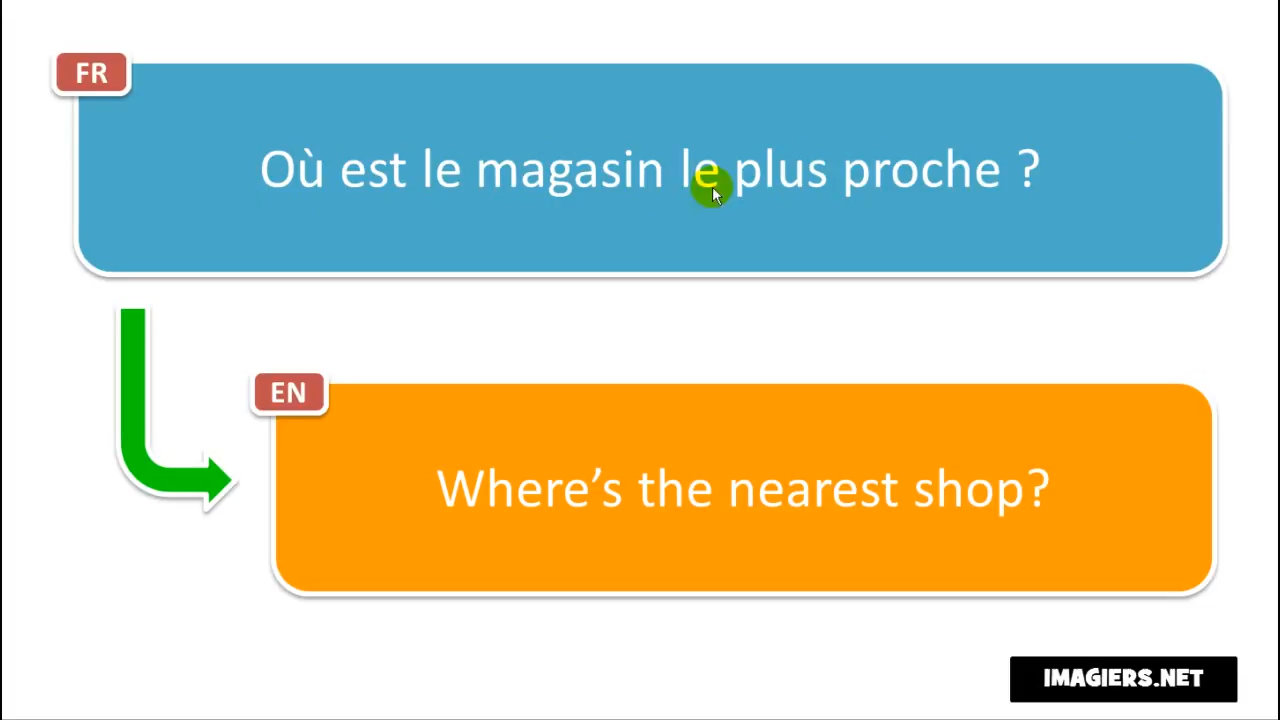 FR
Où est le magasin le plus proche ?
EN
Where’s the nearest shop?
IMAGIERS.NET